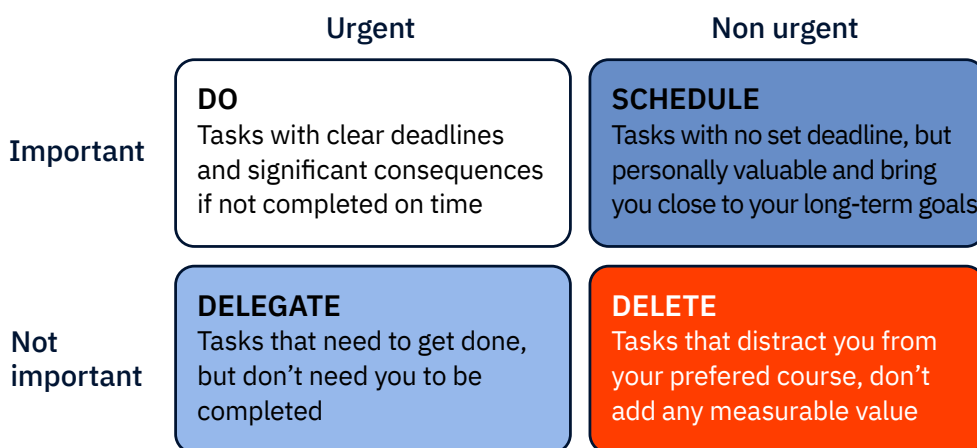 Urgent
Non urgent
Important
DO
Tasks with clear deadlines
and significant consequences
if not completed on time
SCHEDULE
Tasks with no set deadline, but
personally valuable and bring
you close to your long-term goals
Not
important
DELEGATE
Tasks that need to get done,
but don’t need you to be
completed
DELETE
Tasks that distract you from
your prefered course, don’t
add any measurable value